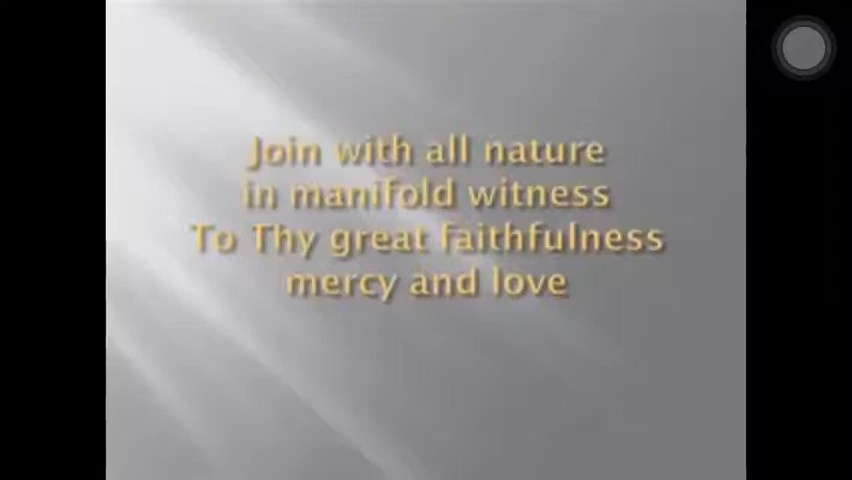 Join with all nature
in manifold witness
To Thy great faithfulness
mercy and love